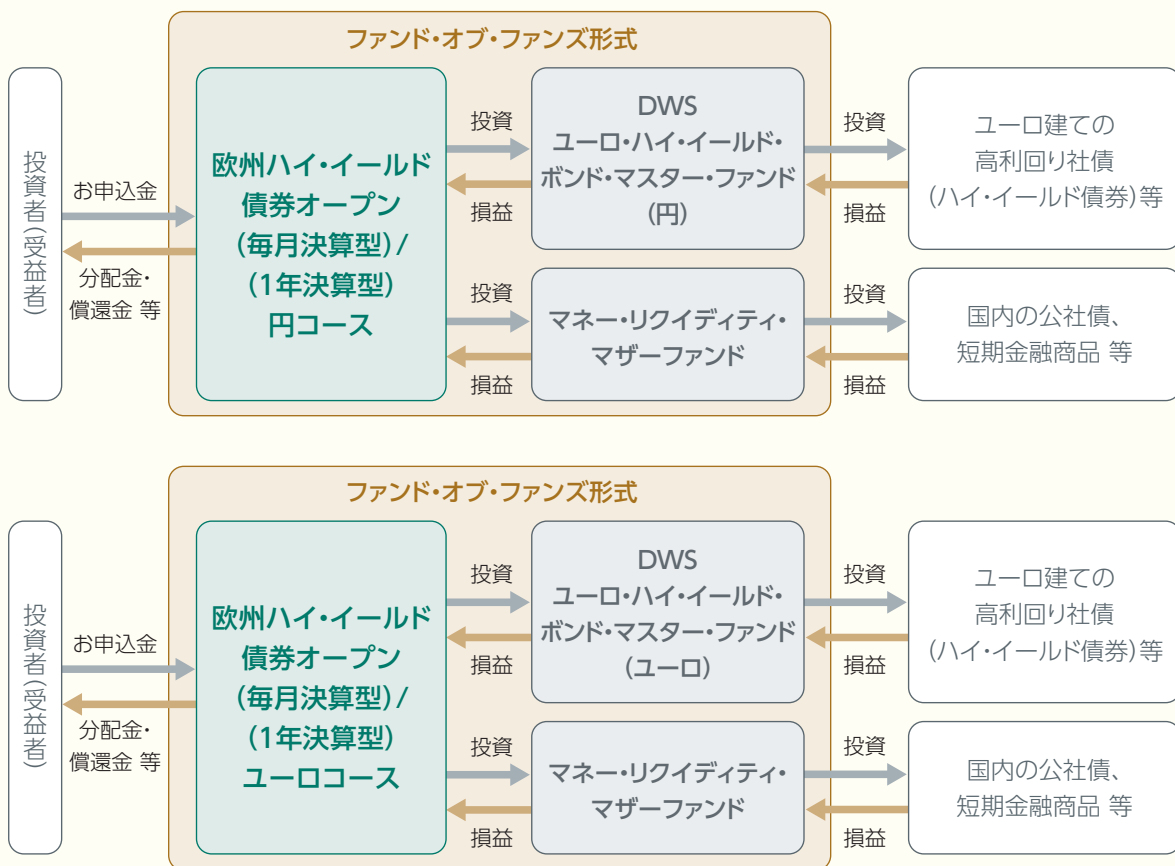 ファンド・オブ・ファンズ形式
投資者(受益者)
お申込金
分配金・
償還金 等
欧州ハイ・イールド
債券オープン
(毎月決算型)/
(1年決算型)
円コース
投資
損益
DWS
ユーロ・ハイ・イールド・
ボンド・マスター・ファンド
(円)
投資
損益
ユーロ建ての
高利回り社債
(ハイ・イールド債券)等
投資
損益
マネー・リクイディティ・
マザーファンド
投資
損益
国内の公社債、
短期金融商品 等
ファンド・オブ・ファンズ形式
投資者(受益者)
お申込金
分配金・
償還金 等
欧州ハイ・イールド
債券オープン
(毎月決算型)/
(1年決算型)
ユーロコース
投資
損益
DWS
ユーロ・ハイ・イールド・
ボンド・マスター・ファンド
(ユーロ)
投資
損益
ユーロ建ての
高利回り社債
(ハイ・イールド債券)等
投資
損益
マネー・リクイディティ・
マザーファンド
投資
損益
国内の公社債、
短期金融商品 等